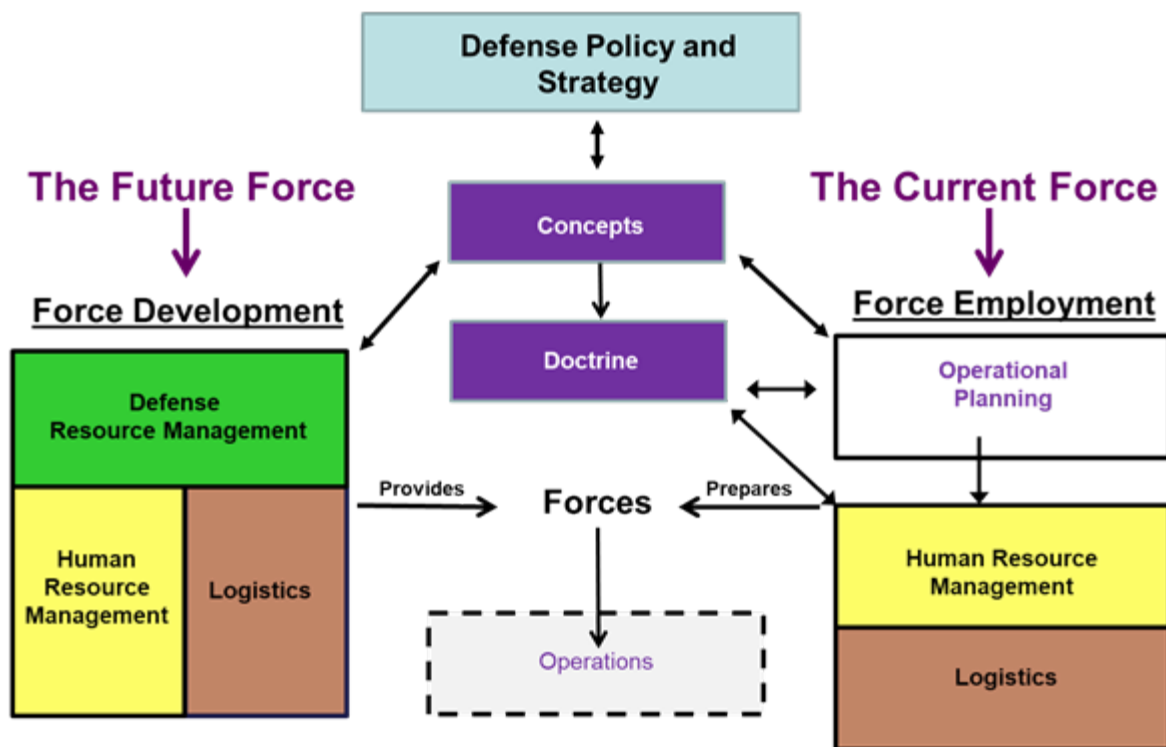 Defense Policy and
Strategy
The Future Force
The Current Force
Concepts
Force Development
Force Employment
Doctrine
Operational
Planning
Defense
Resource Management
Provides
Forces
Prepares
Human
Resource
Management
Logistics
Human Resource
Management
Operations
Logistics